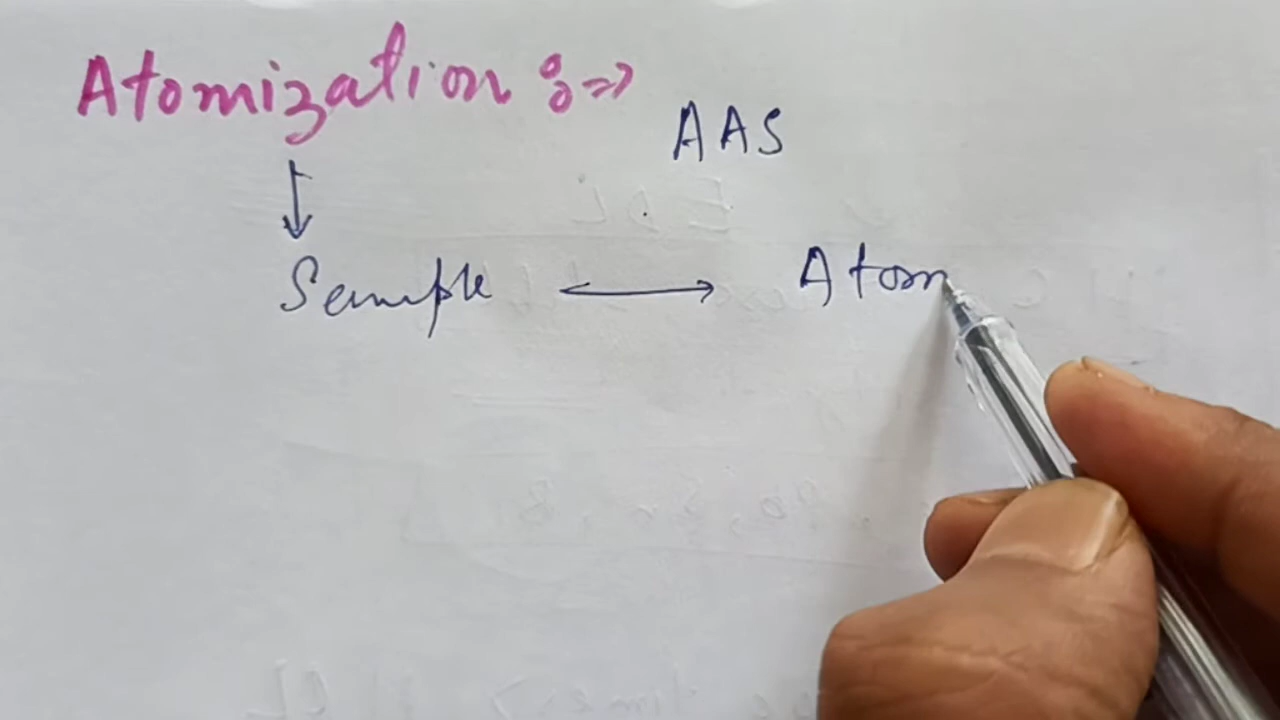 Atomization :⇒
AAS
↓
Sample ⟷ Atom